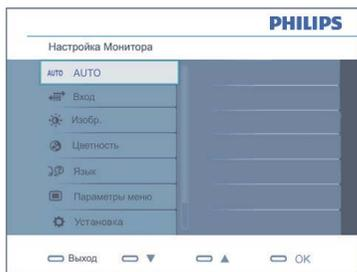 PHILIPS
Настройка Монитора
AUTO AUTO
Вход
Изобр.
Цветность
Язык
Параметры меню
Установка
Выход ▼ ▲ OK